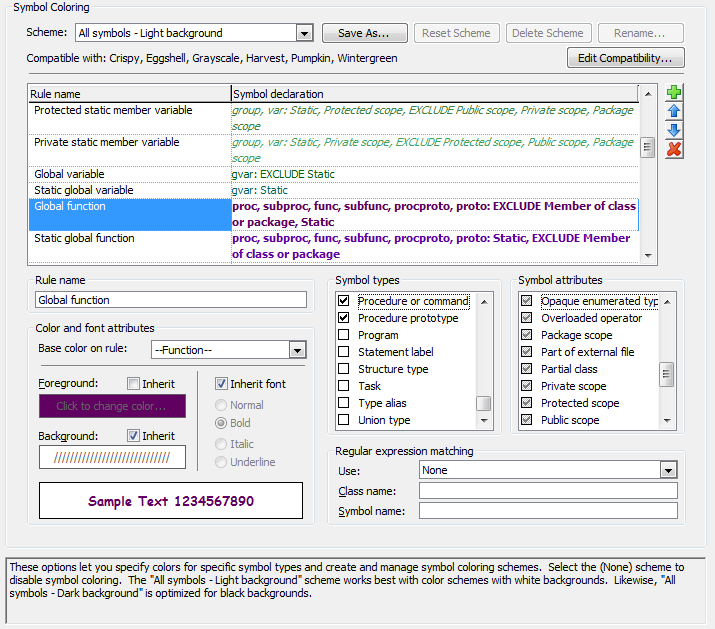 Symbol Coloring
Scheme: All symbols - Light background Save As... Reset Scheme Delete Scheme Rename...
Compatible with: Crispy, Eggshell, Grayscale, Harvest, Pumpkin, Wintergreen Edit Compatibility...
Rule name Symbol declaration
Protected static member variable group, var: Static, Protected scope, EXCLUDE Public scope, Private scope, Package
scope
Private static member variable group, var: Static, Private scope, EXCLUDE Protected scope, Public scope, Package
scope
Global variable gvar: EXCLUDE Static
Static global variable gvar: Static
Global function proc, subproc, func, subfunc, procproto, proto: EXCLUDE Member of class
or package, Static
Static global function proc, subproc, func, subfunc, procproto, proto: Static, EXCLUDE Member
of class or package
Rule name
Global function
Color and font attributes
Base color on rule: --Function--
Foreground: Inherit
Click to change color...
Background: Inherit
Inherit font
Normal
Bold
Italic
Underline
Sample Text 1234567890
Symbol types
Procedure or command
Procedure prototype
Program
Statement label
Structure type
Task
Type alias
Union type
Symbol attributes
Opaque enumerated typ
Overloaded operator
Package scope
Part of external file
Partial class
Private scope
Protected scope
Public scope
Regular expression matching
Use: None
Class name:
Symbol name:
These options let you specify colors for specific symbol types and create and manage symbol coloring schemes. Select the (None) scheme to
disable symbol coloring. The "All symbols - Light background" scheme works best with color schemes with white backgrounds. Likewise, "All
symbols - Dark background" is optimized for black backgrounds.